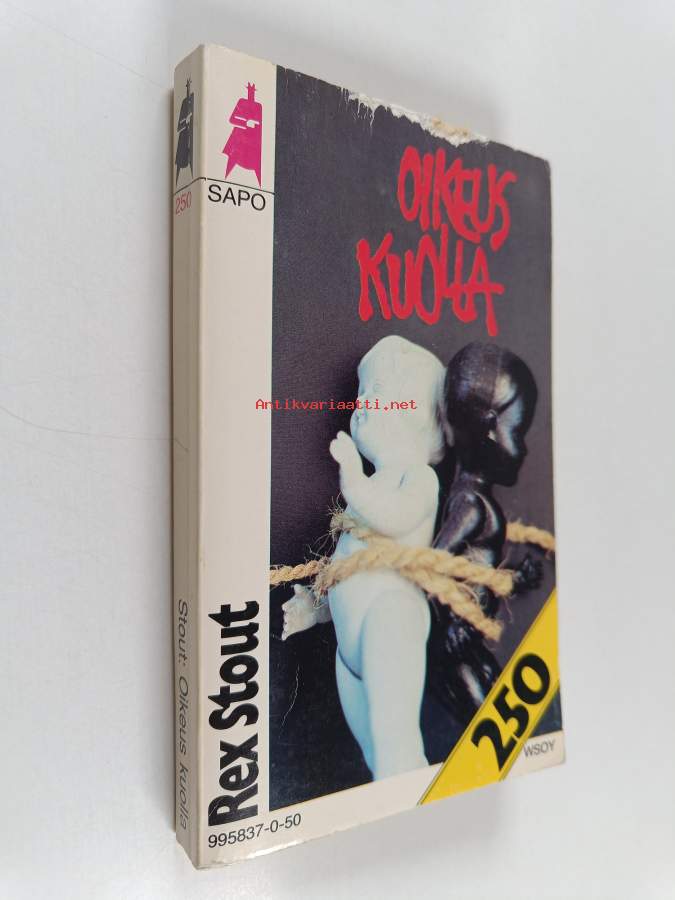 250
Stout: Oikeus kuolla
SAPO
OIKEUS
KUOLLA
Antikvariaatti.net
Rex Stout
250
WSOY
995837-0-50